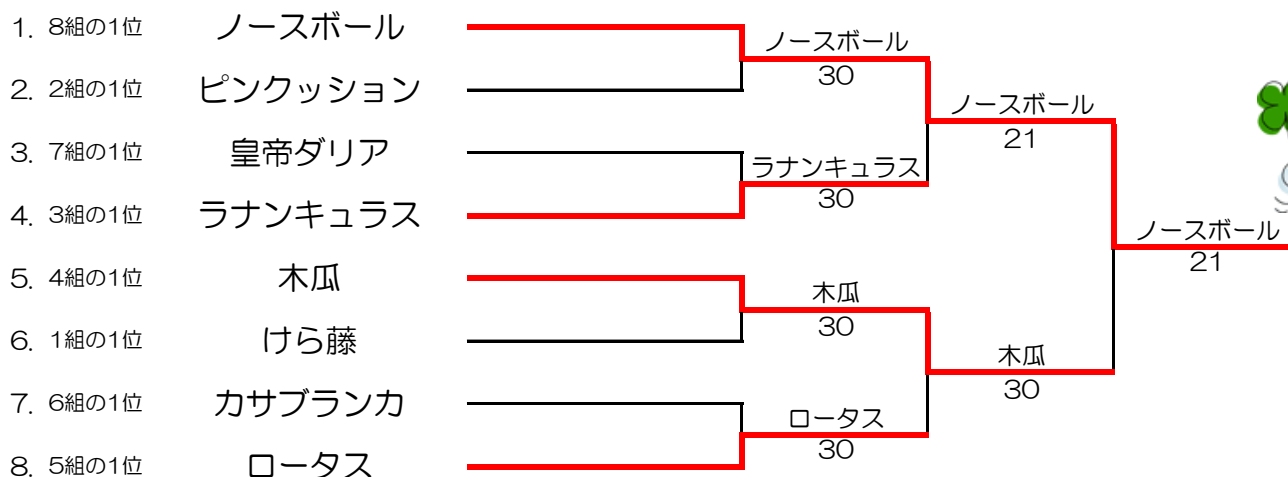 1. 8組の1位 ノースボール
2. 2組の1位 ピンクッション
3. 7組の1位 皇帝ダリア
4. 3組の1位 ラナンキュラス
5. 4組の1位 木瓜
6. 1組の1位 けら藤
7. 6組の1位 カサブランカ
8. 5組の1位 ロータス
ノースボール
30
ラナンキュラス
30
木瓜
30
ロータス
30
ノースボール
21
木瓜
30
ノースボール
21